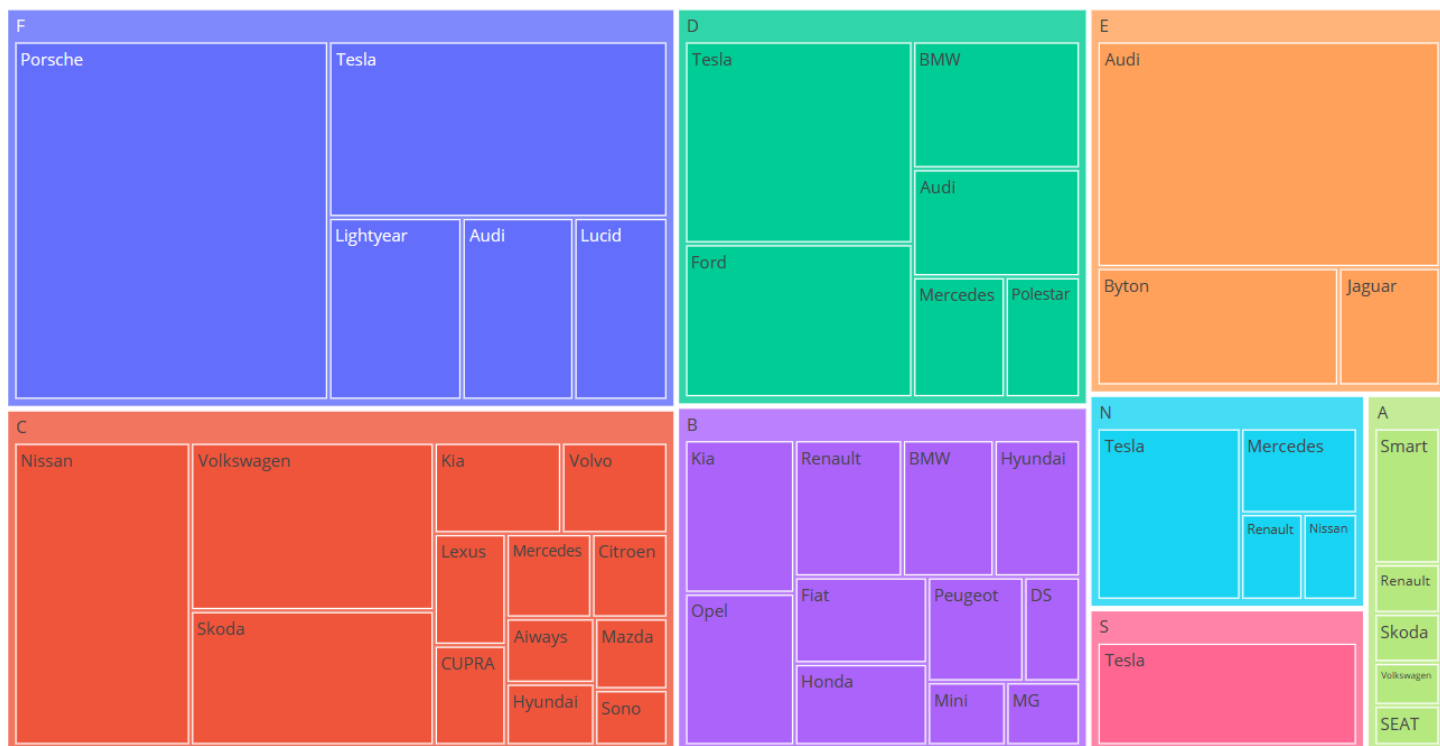 F
Porsche
Tesla
Lightyear
Audi
Lucid
D
Tesla
BMW
Audi
Ford
Mercedes
Polestar
E
Audi
Byton
Jaguar
C
Nissan
Volkswagen
Skoda
Kia
Volvo
Lexus
Mercedes
Citroen
CUPRA
Aiways
Mazda
Hyundai
Sono
B
Kia
Opel
Renault
BMW
Hyundai
Fiat
Peugeot
DS
Honda
Mini
MG
N
Tesla
Mercedes
Renault
Nissan
S
Tesla
A
Smart
Renault
Skoda
Volkswagen
SEAT